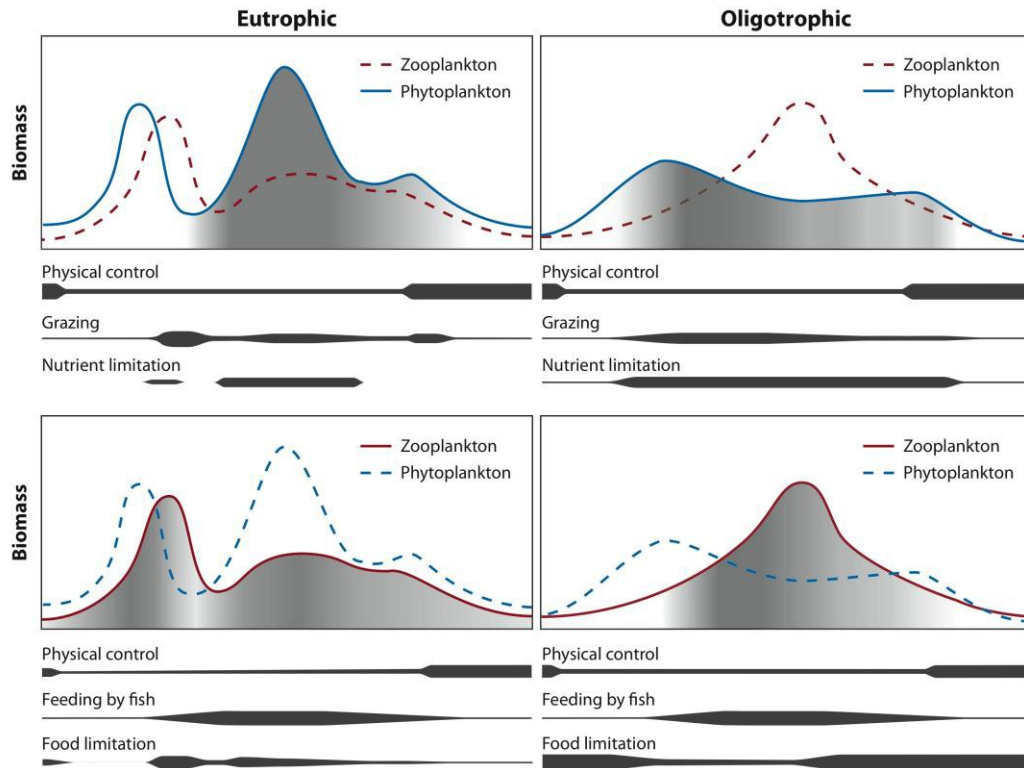 Eutrophic
Oligotrophic
Biomass
Zooplankton
Phytoplankton
Zooplankton
Phytoplankton
Physical control
Physical control
Grazing
Grazing
Nutrient limitation
Nutrient limitation
Biomass
Zooplankton
Phytoplankton
Zooplankton
Phytoplankton
Physical control
Physical control
Feeding by fish
Feeding by fish
Food limitation
Food limitation